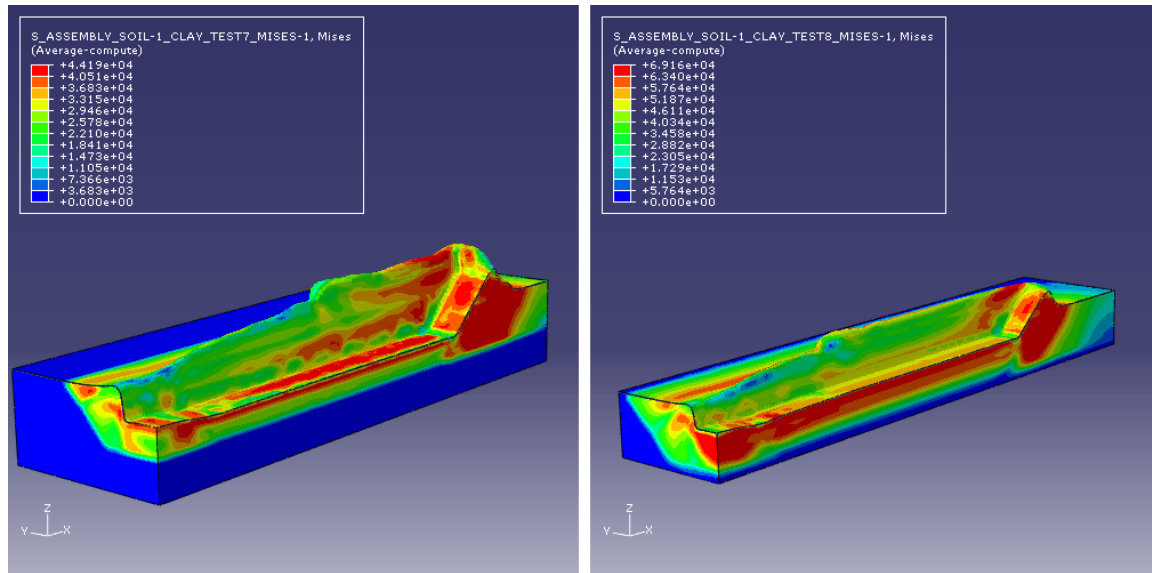 S_ASSEMBLY_SOIL-1_CLAY_TEST7_MISES-1, Mises
(Average-compute)
+4.419e+04
+4.051e+04
+3.683e+04
+3.315e+04
+2.946e+04
+2.578e+04
+2.210e+04
+1.841e+04
+1.473e+04
+1.105e+04
+7.366e+03
+3.683e+03
+0.000e+00
Z
Y
X
S_ASSEMBLY_SOIL-1_CLAY_TEST8_MISES-1, Mises
(Average-compute)
+6.916e+04
+6.340e+04
+5.764e+04
+5.187e+04
+4.611e+04
+4.034e+04
+3.458e+04
+2.882e+04
+2.305e+04
+1.729e+04
+1.153e+04
+5.764e+03
+0.000e+00
Z
Y
X